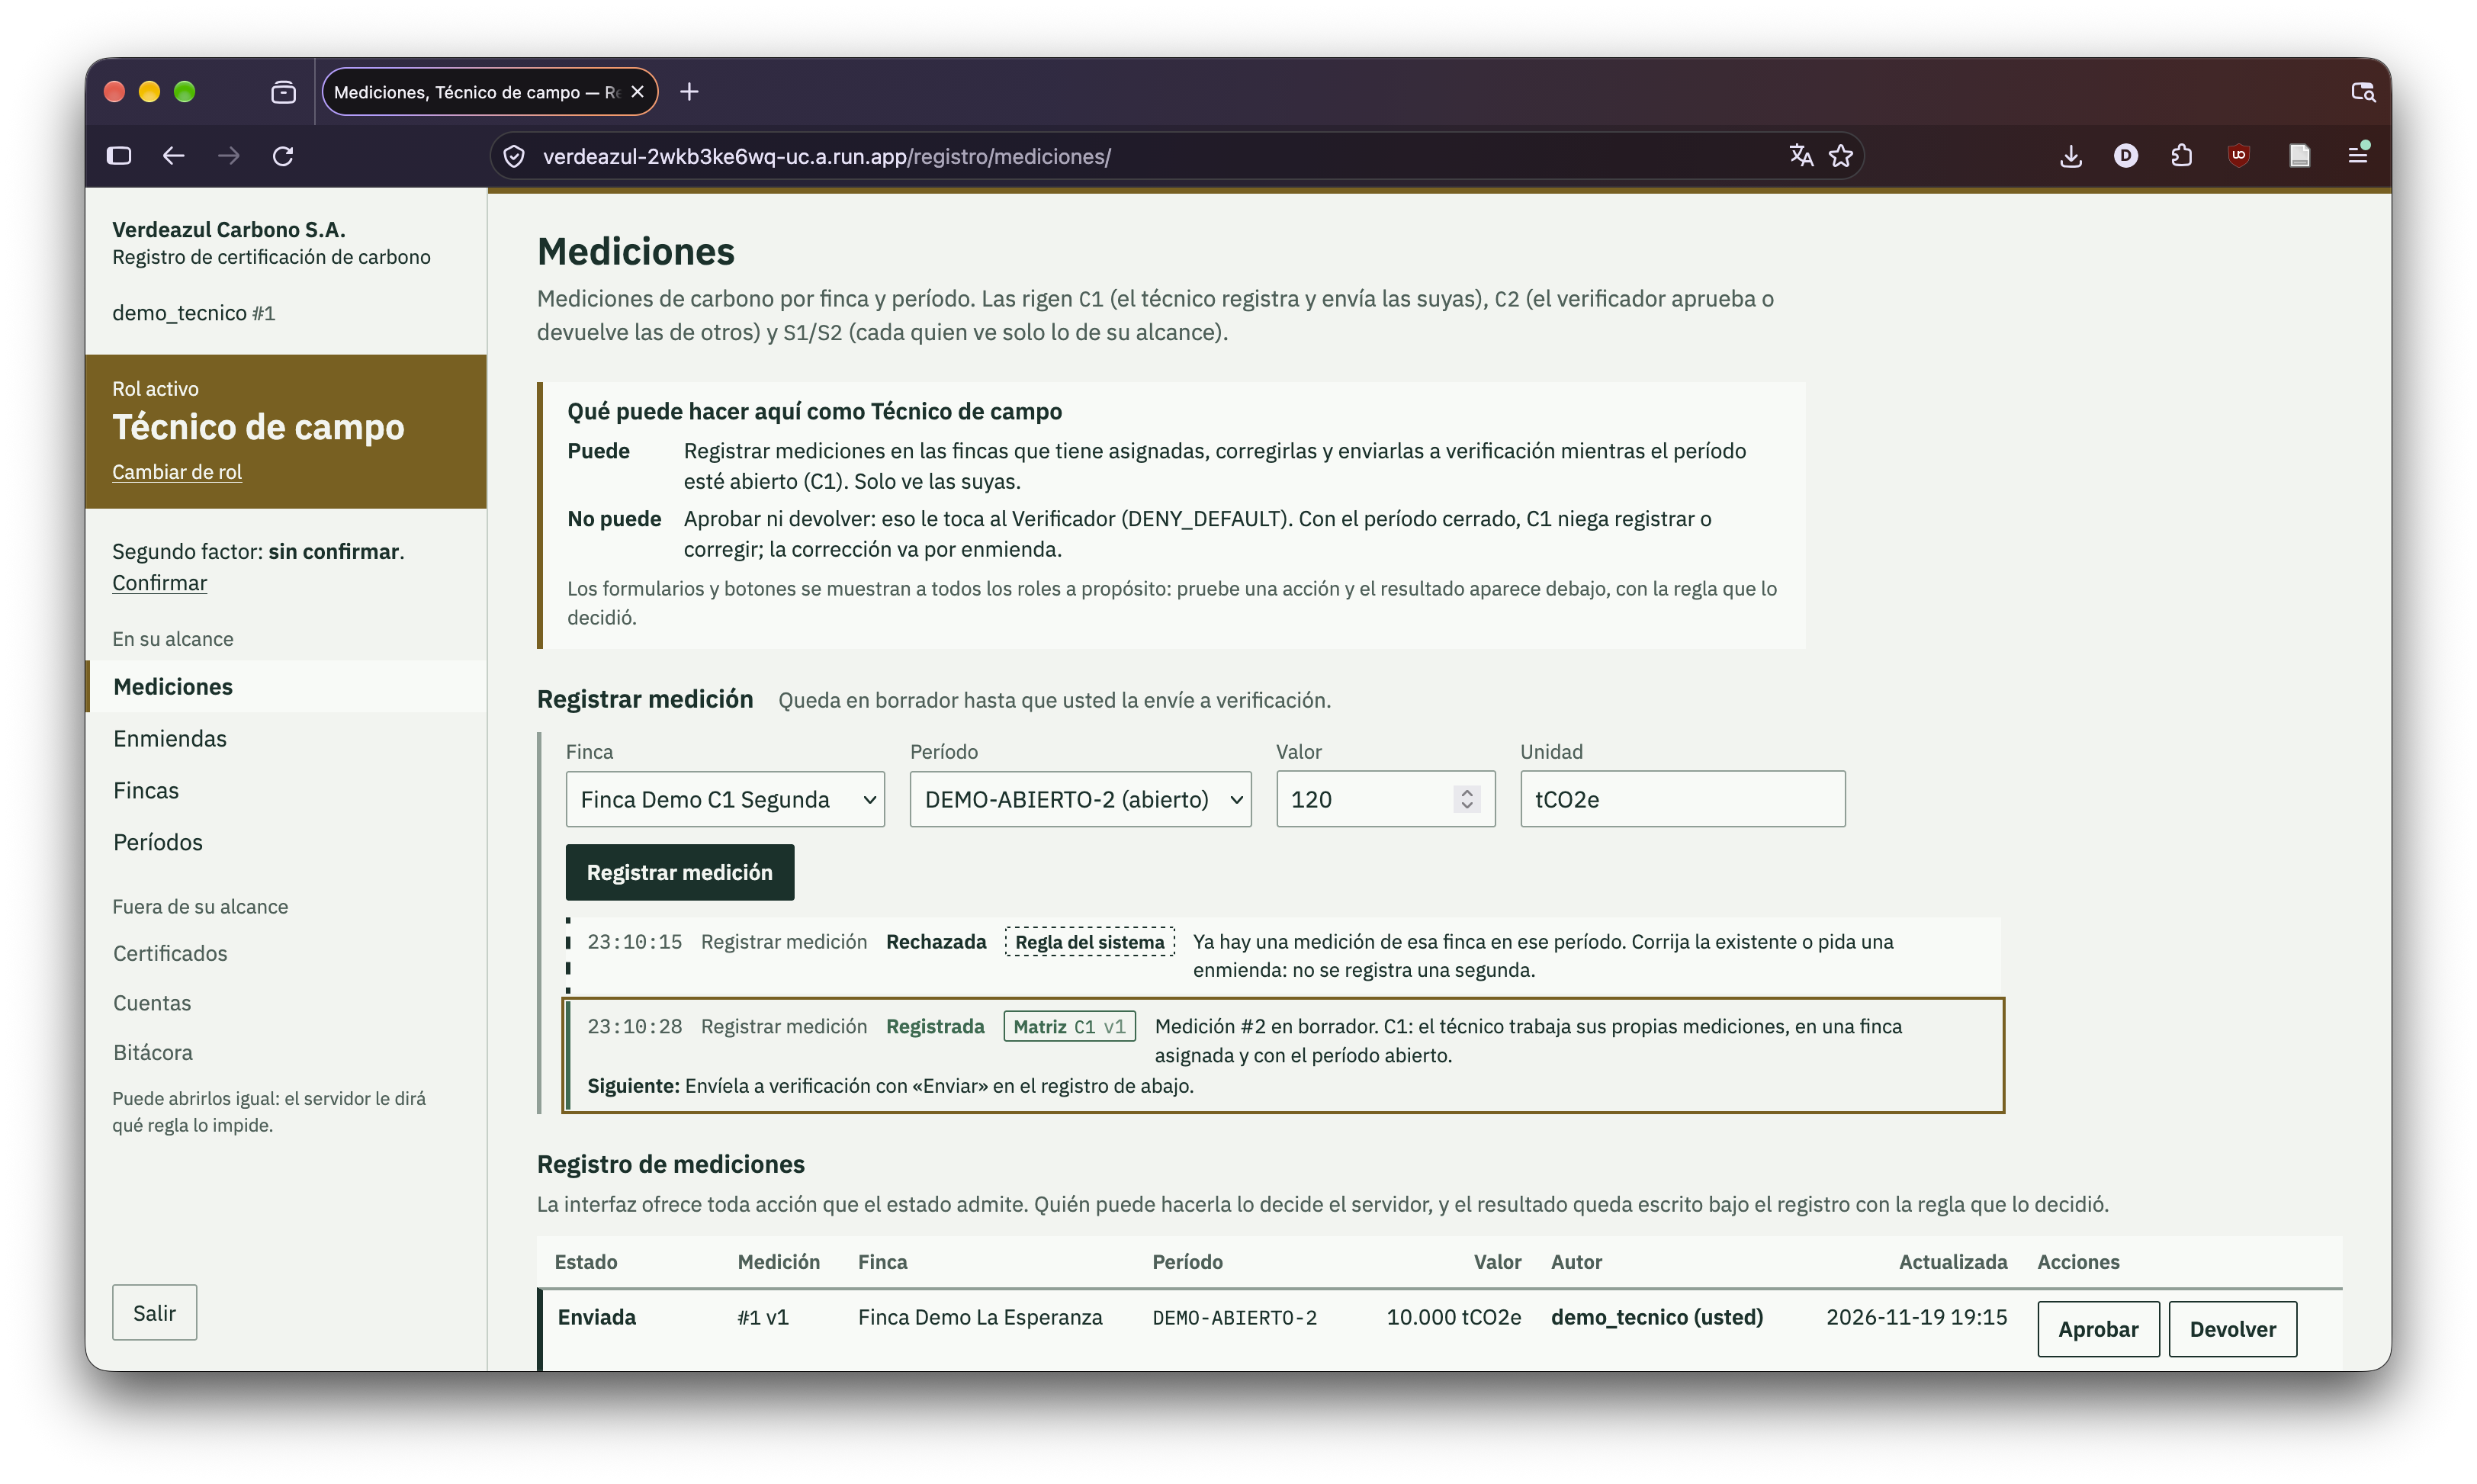 Mediciones, Técnico de campo — Re
verdeazul-2wkb3ke6wq-uc.a.run.app/registro/mediciones/
Verdeazul Carbono S.A.
Registro de certificación de carbono
demo_tecnico #1
Rol activo
Técnico de campo
Cambiar de rol
Segundo factor: sin confirmar.
Confirmar
En su alcance
Mediciones
Enmiendas
Fincas
Períodos
Fuera de su alcance
Certificados
Cuentas
Bitácora
Puede abrirlos igual: el servidor le dirá
qué regla lo impide.
Salir
Mediciones
Mediciones de carbono por finca y período. Las rigen C1 (el técnico registra y envía las suyas), C2 (el verificador aprueba o
devuelve las de otros) y S1/S2 (cada quien ve solo lo de su alcance).
Qué puede hacer aquí como Técnico de campo
Puede Registrar mediciones en las fincas que tiene asignadas, corregirlas y enviarlas a verificación mientras el período
esté abierto (C1). Solo ve las suyas.
No puede Aprobar ni devolver: eso le toca al Verificador (DENY_DEFAULT). Con el período cerrado, C1 niega registrar o
corregir; la corrección va por enmienda.
Los formularios y botones se muestran a todos los roles a propósito: pruebe una acción y el resultado aparece debajo, con la regla que lo
decidió.
Registrar medición Queda en borrador hasta que usted la envíe a verificación.
Finca Período Valor Unidad
Finca Demo C1 Segunda DEMO-ABIERTO-2 (abierto) 120 tCO2e
Registrar medición
23:10:15 Registrar medición Rechazada Regla del sistema Ya hay una medición de esa finca en ese período. Corrija la existente o pida una
enmienda: no se registra una segunda.
23:10:28 Registrar medición Registrada Matriz C1 v1 Medición #2 en borrador. C1: el técnico trabaja sus propias mediciones, en una finca
asignada y con el período abierto.
Siguiente: Envíela a verificación con «Enviar» en el registro de abajo.
Registro de mediciones
La interfaz ofrece toda acción que el estado admite. Quién puede hacerla lo decide el servidor, y el resultado queda escrito bajo el registro con la regla que lo decidió.
Estado Medición Finca Período Valor Autor Actualizada Acciones
Enviada #1 v1 Finca Demo La Esperanza DEMO-ABIERTO-2 10.000 tCO2e demo_tecnico (usted) 2026-11-19 19:15 Aprobar Devolver